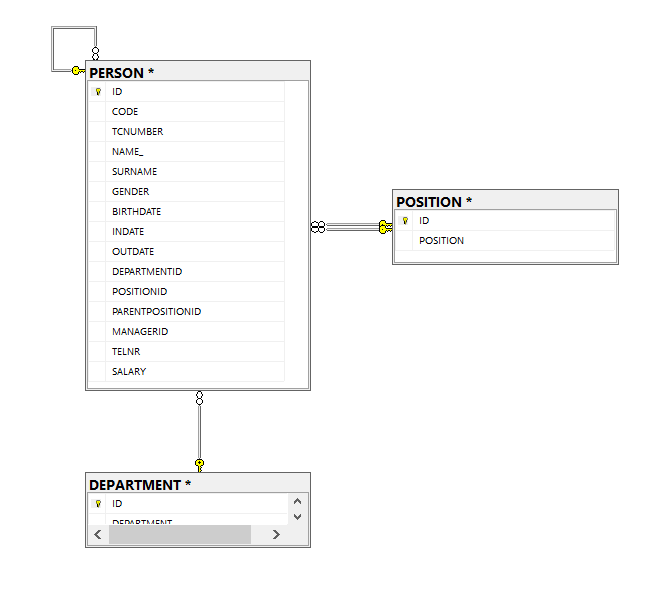 PERSON *
ID
CODE
TCNUMBER
NAME_
SURNAME
GENDER
BIRTHDATE
INDATE
OUTDATE
DEPARTMENTID
POSITIONID
PARENTPOSITIONID
MANAGERID
TELNR
SALARY
POSITION *
ID
POSITION
DEPARTMENT *
ID
DEPARTMENT